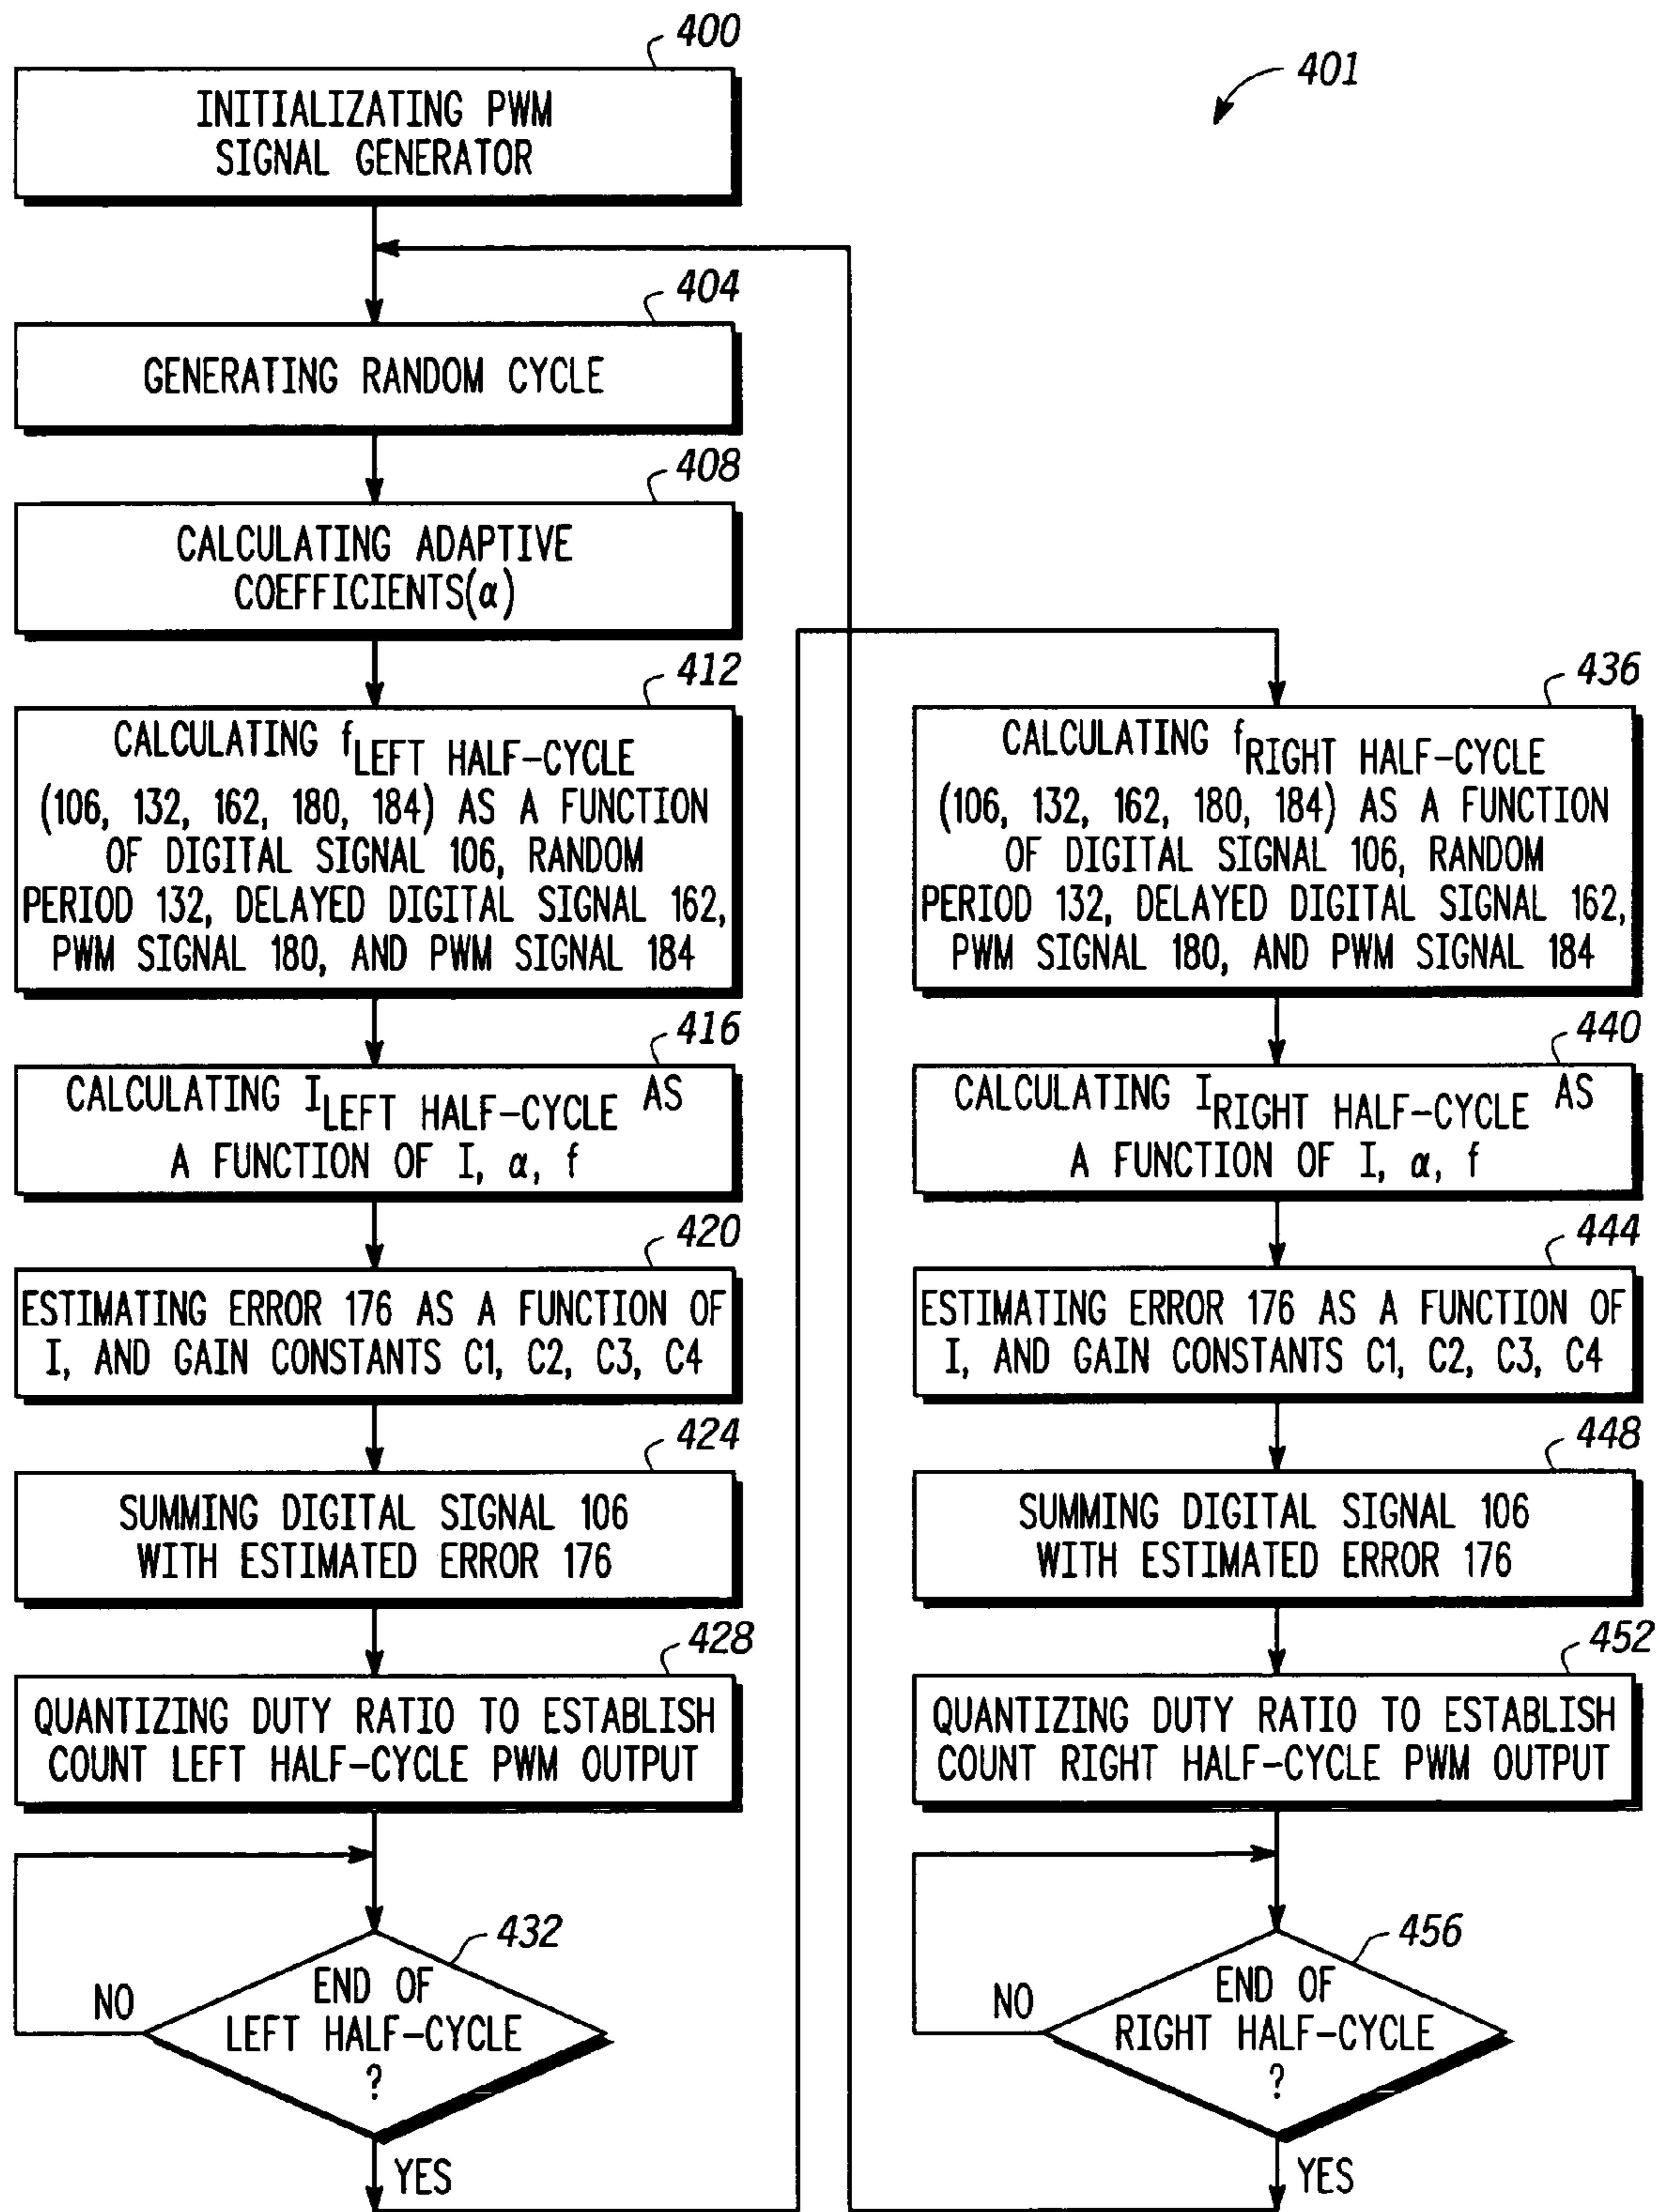 400
INITIALIZATING PWM
SIGNAL GENERATOR
401
404
GENERATING RANDOM CYCLE
408
CALCULATING ADAPTIVE
COEFFICIENTS(α)
412
CALCULATING fLEFT HALF-CYCLE
(106, 132, 162, 180, 184) AS A FUNCTION
OF DIGITAL SIGNAL 106, RANDOM
PERIOD 132, DELAYED DIGITAL SIGNAL 162,
PWM SIGNAL 180, AND PWM SIGNAL 184
416
CALCULATING ILEFT HALF-CYCLE AS
A FUNCTION OF I, α, f
420
ESTIMATING ERROR 176 AS A FUNCTION OF
I, AND GAIN CONSTANTS C1, C2, C3, C4
424
SUMMING DIGITAL SIGNAL 106
WITH ESTIMATED ERROR 176
428
QUANTIZING DUTY RATIO TO ESTABLISH
COUNT LEFT HALF-CYCLE PWM OUTPUT
432
END OF
LEFT HALF-CYCLE
?
NO
YES
436
CALCULATING fRIGHT HALF-CYCLE
(106, 132, 162, 180, 184) AS A FUNCTION
OF DIGITAL SIGNAL 106, RANDOM
PERIOD 132, DELAYED DIGITAL SIGNAL 162,
PWM SIGNAL 180, AND PWM SIGNAL 184
440
CALCULATING IRIGHT HALF-CYCLE AS
A FUNCTION OF I, α, f
444
ESTIMATING ERROR 176 AS A FUNCTION OF
I, AND GAIN CONSTANTS C1, C2, C3, C4
448
SUMMING DIGITAL SIGNAL 106
WITH ESTIMATED ERROR 176
452
QUANTIZING DUTY RATIO TO ESTABLISH
COUNT RIGHT HALF-CYCLE PWM OUTPUT
456
END OF
RIGHT HALF-CYCLE
?
NO
YES